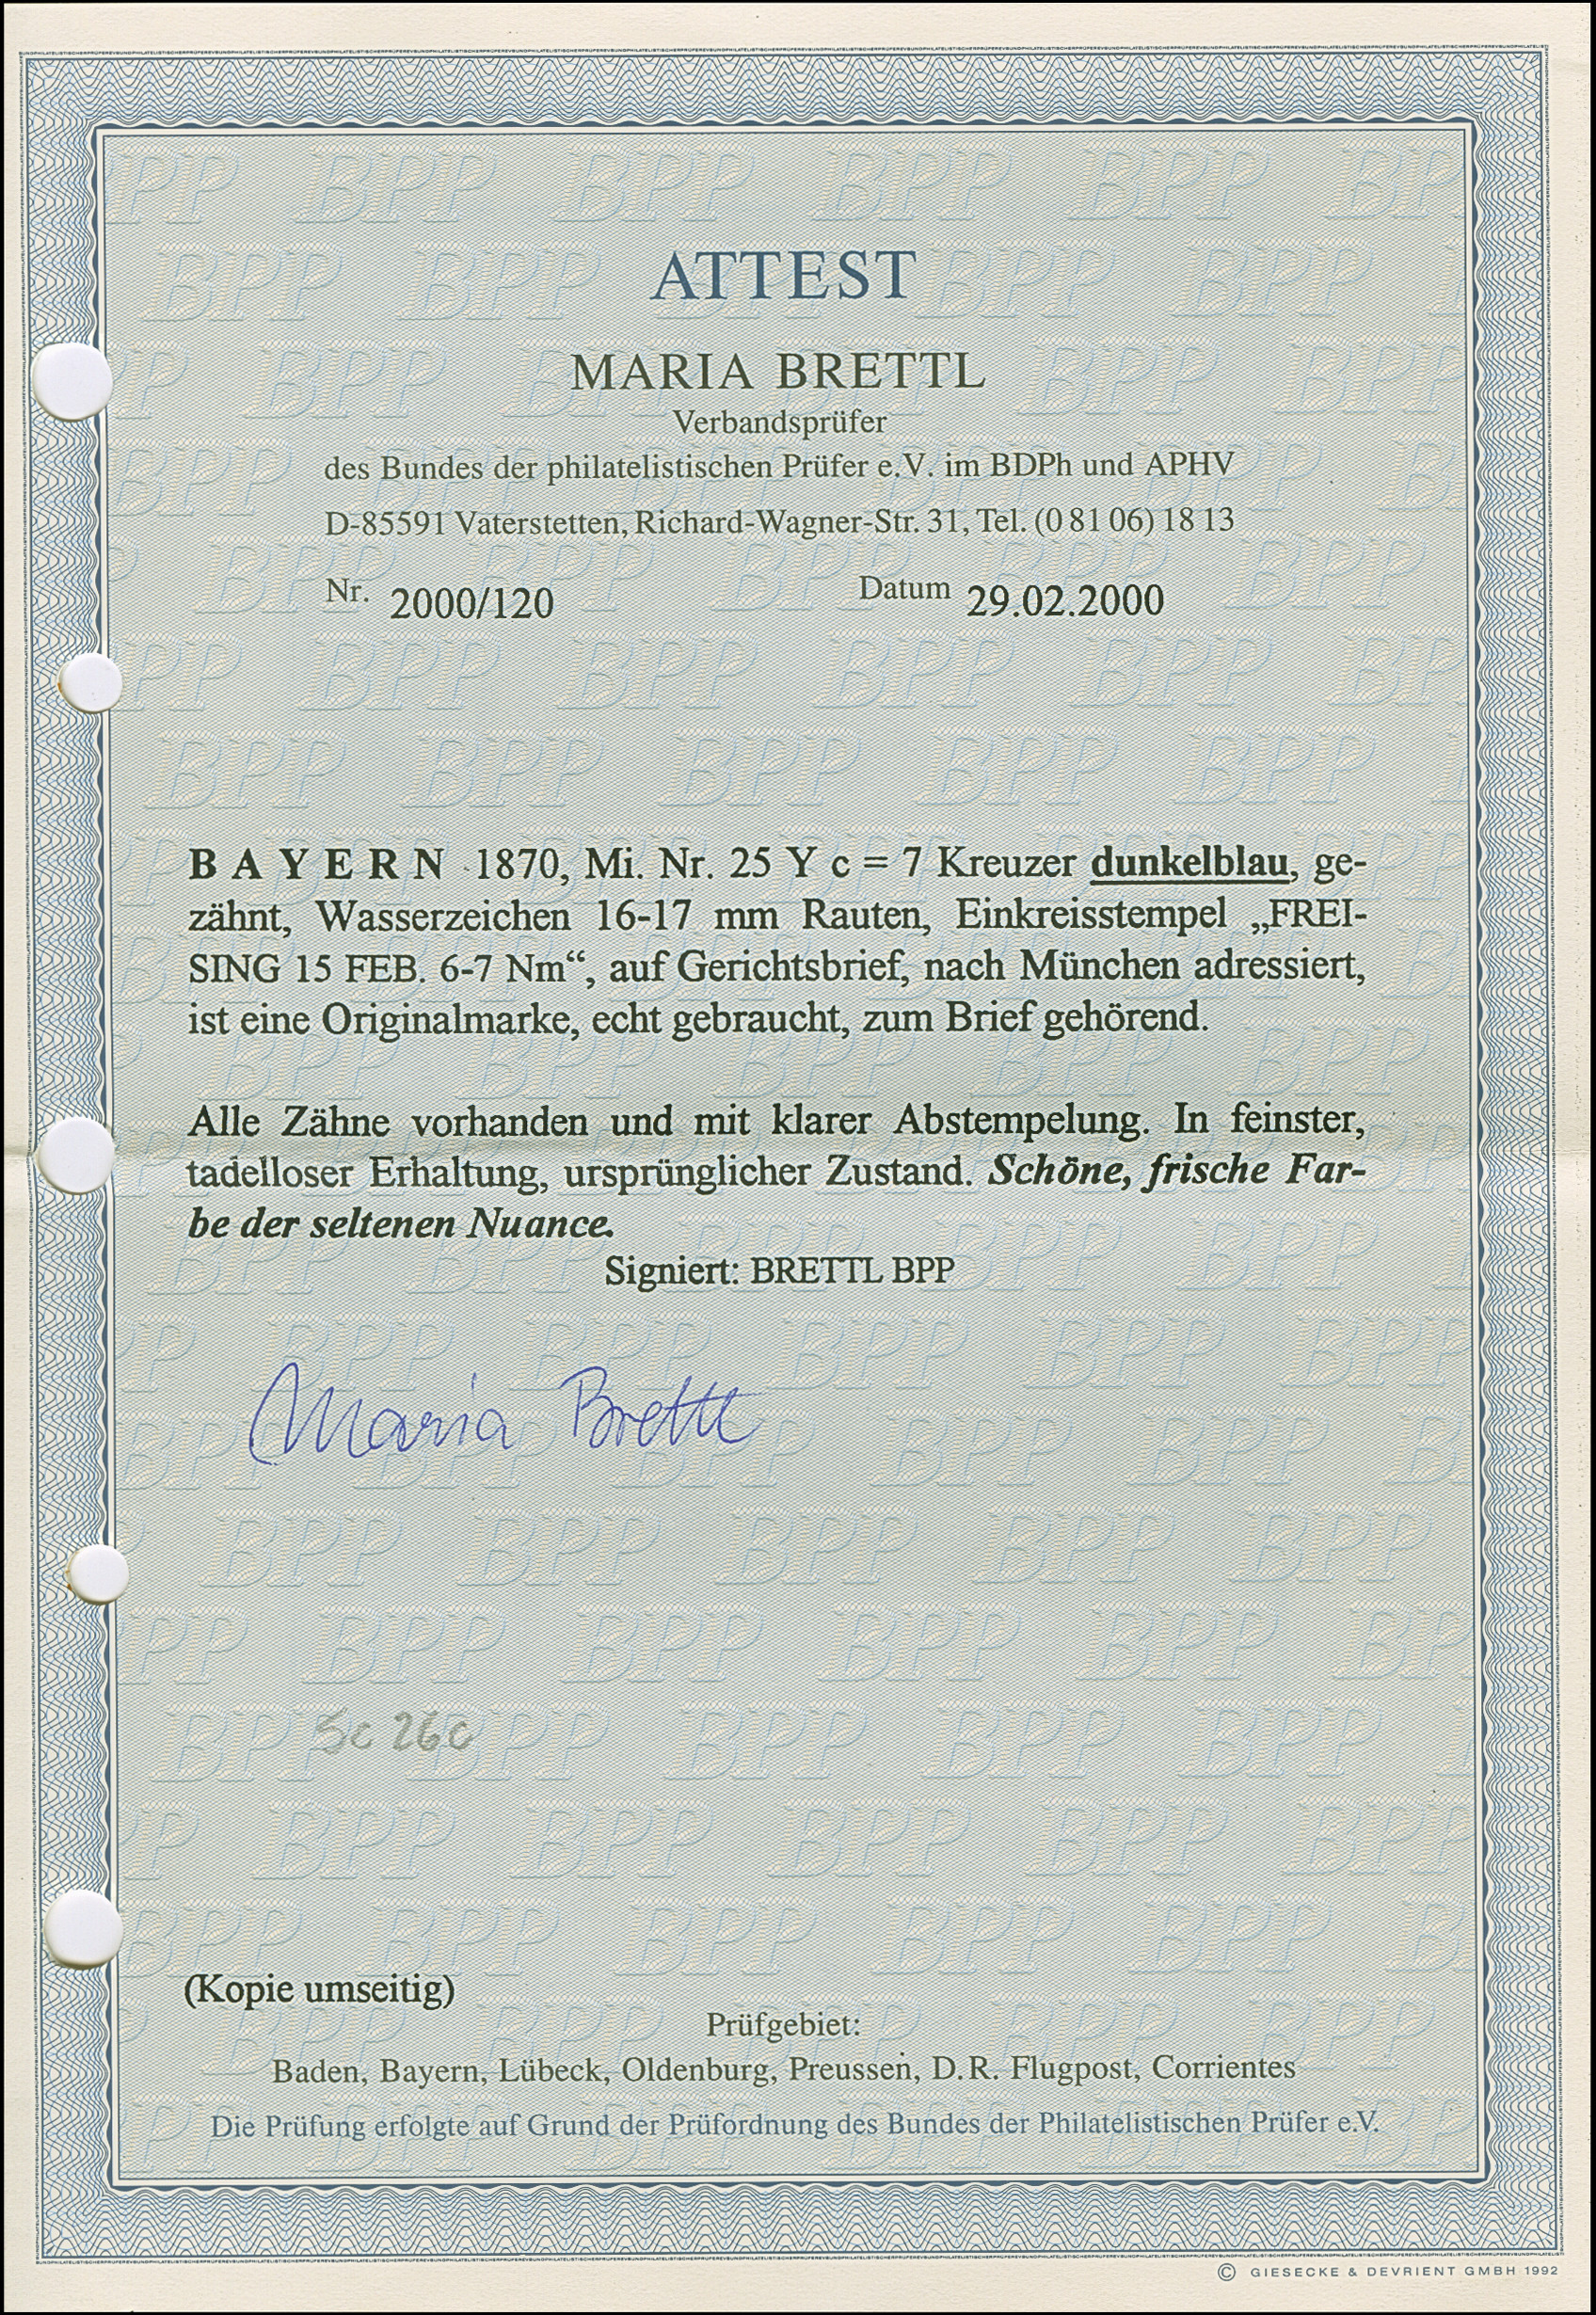 ATTEST
MARIA BRETTL
Verbandsprüfer
des Bundes der philatelistischen Prüfer e.V. im BDPh und APHV
D-85591 Vaterstetten, Richard-Wagner-Str. 31, Tel. (0 81 06) 18 13
Nr. 2000/120 Datum 29.02.2000
BAYERN 1870, Mi. Nr. 25 Y c = 7 Kreuzer dunkelblau, ge-
zähnt, Wasserzeichen 16-17 mm Rauten, Einkreisstempel „FREI-
SING 15 FEB. 6-7 Nm“, auf Gerichtsbrief, nach München adressiert,
ist eine Originalmarke, echt gebraucht, zum Brief gehörend.
Alle Zähne vorhanden und mit klarer Abstempelung. In feinster,
tadelloser Erhaltung, ursprünglicher Zustand. Schöne, frische Far-
be der seltenen Nuance.
Signiert: BRETTL BPP
Maria Brettl
Sc 26c
(Kopie umseitig)
Prüfgebiet:
Baden, Bayern, Lübeck, Oldenburg, Preussen, D.R. Flugpost, Corrientes
Die Prüfung erfolgte auf Grund der Prüfordnung des Bundes der Philatelistischen Prüfer e.V.
© GIESECKE & DEVRIENT GMBH 1992